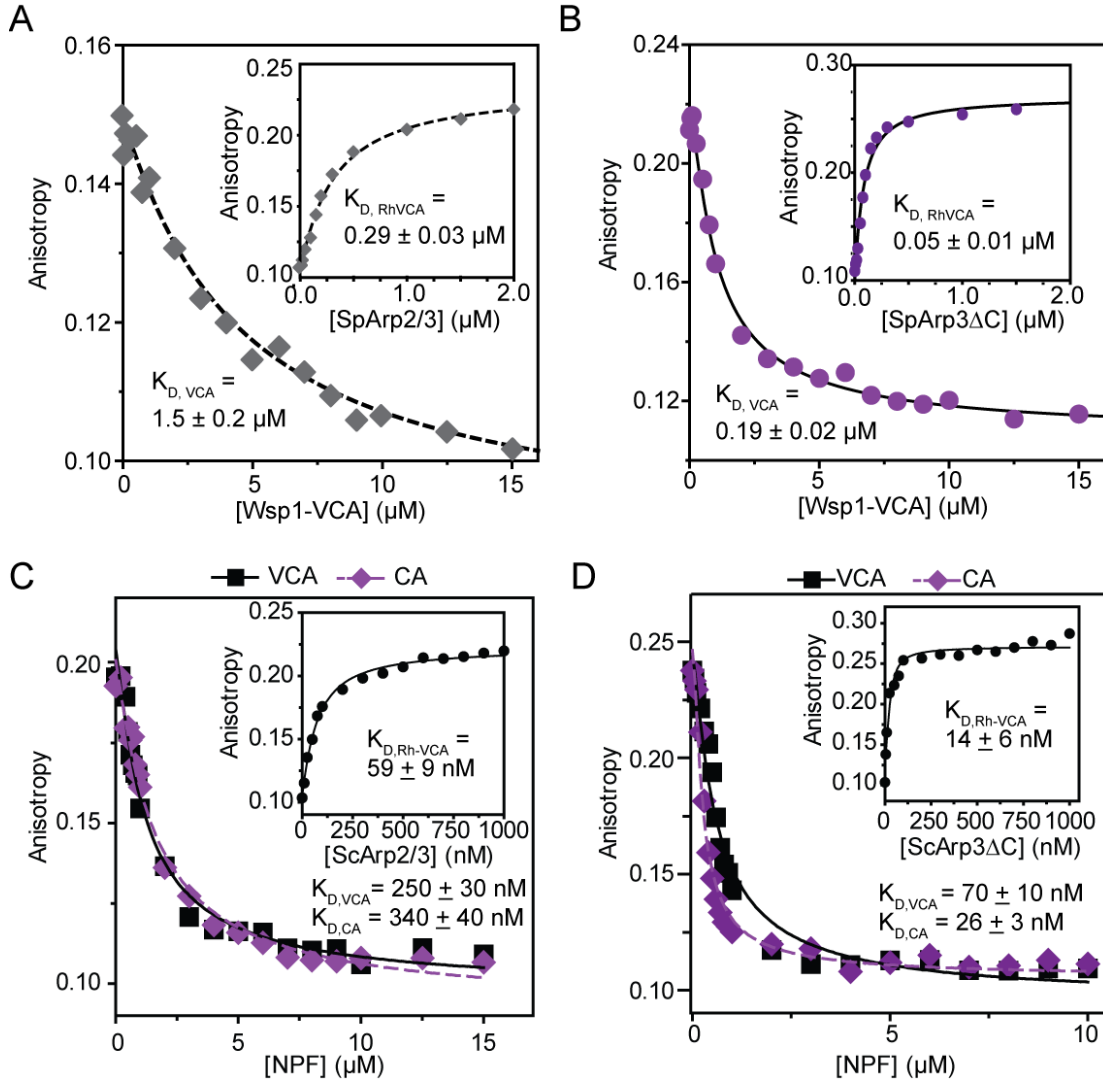 A
0.16
0.14
0.12
0.10
Anisotropy
0
5
10
15
[Wsp1-VCA] (µM)
K_D, VCA =
1.5 ± 0.2 µM
0.25
0.20
0.15
0.10
Anisotropy
0.0
1.0
2.0
[SpArp2/3] (µM)
K_D, RhVCA =
0.29 ± 0.03 µM
B
0.24
0.20
0.16
0.12
Anisotropy
0
5
10
15
[Wsp1-VCA] (µM)
K_D, VCA =
0.19 ± 0.02 µM
0.30
0.20
0.10
Anisotropy
0.0
1.0
2.0
[SpArp3ΔC] (µM)
K_D, RhVCA =
0.05 ± 0.01 µM
C
VCA CA
0.20
0.15
0.10
Anisotropy
0
5
10
15
[NPF] (µM)
0.25
0.20
0.15
0.10
Anisotropy
0 250 500 750 1000
[ScArp2/3] (nM)
K_D,Rh-VCA =
59 ± 9 nM
K_D,VCA = 250 ± 30 nM
K_D,CA = 340 ± 40 nM
D
VCA CA
0.25
0.20
0.15
0.10
Anisotropy
0
5
10
[NPF] (µM)
0.30
0.25
0.20
0.15
0.10
Anisotropy
0 250 500 750 1000
[ScArp3ΔC] (nM)
K_D,Rh-VCA =
14 ± 6 nM
K_D,VCA = 70 ± 10 nM
K_D,CA = 26 ± 3 nM